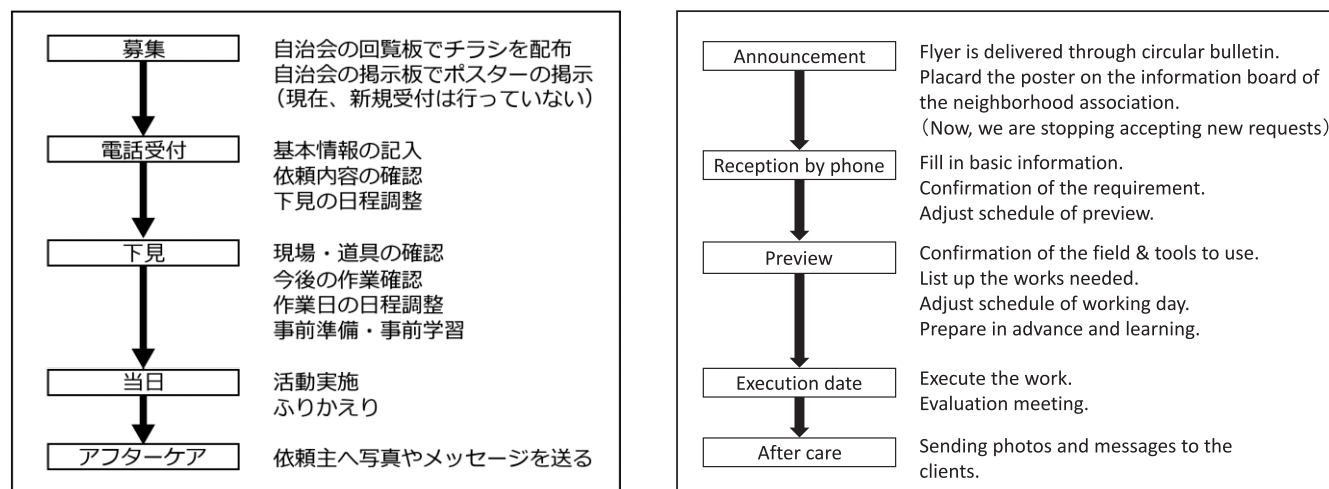 募集
自治会の回覧板でチラシを配布
自治会の掲示板でポスターの掲示
（現在、新規受付は行っていない）
電話受付
基本情報の記入
依頼内容の確認
下見の日程調整
下見
現場・道具の確認
今後の作業確認
作業日の日程調整
事前準備・事前学習
当日
活動実施
ふりかえり
アフターケア
依頼主へ写真やメッセージを送る
Announcement
Flyer is delivered through circular bulletin.
Placard the poster on the information board of
the neighborhood association.
（Now, we are stopping accepting new requests）
Reception by phone
Fill in basic information.
Confirmation of the requirement.
Adjust schedule of preview.
Preview
Confirmation of the field & tools to use.
List up the works needed.
Adjust schedule of working day.
Prepare in advance and learning.
Execution date
Execute the work.
Evaluation meeting.
After care
Sending photos and messages to the
clients.